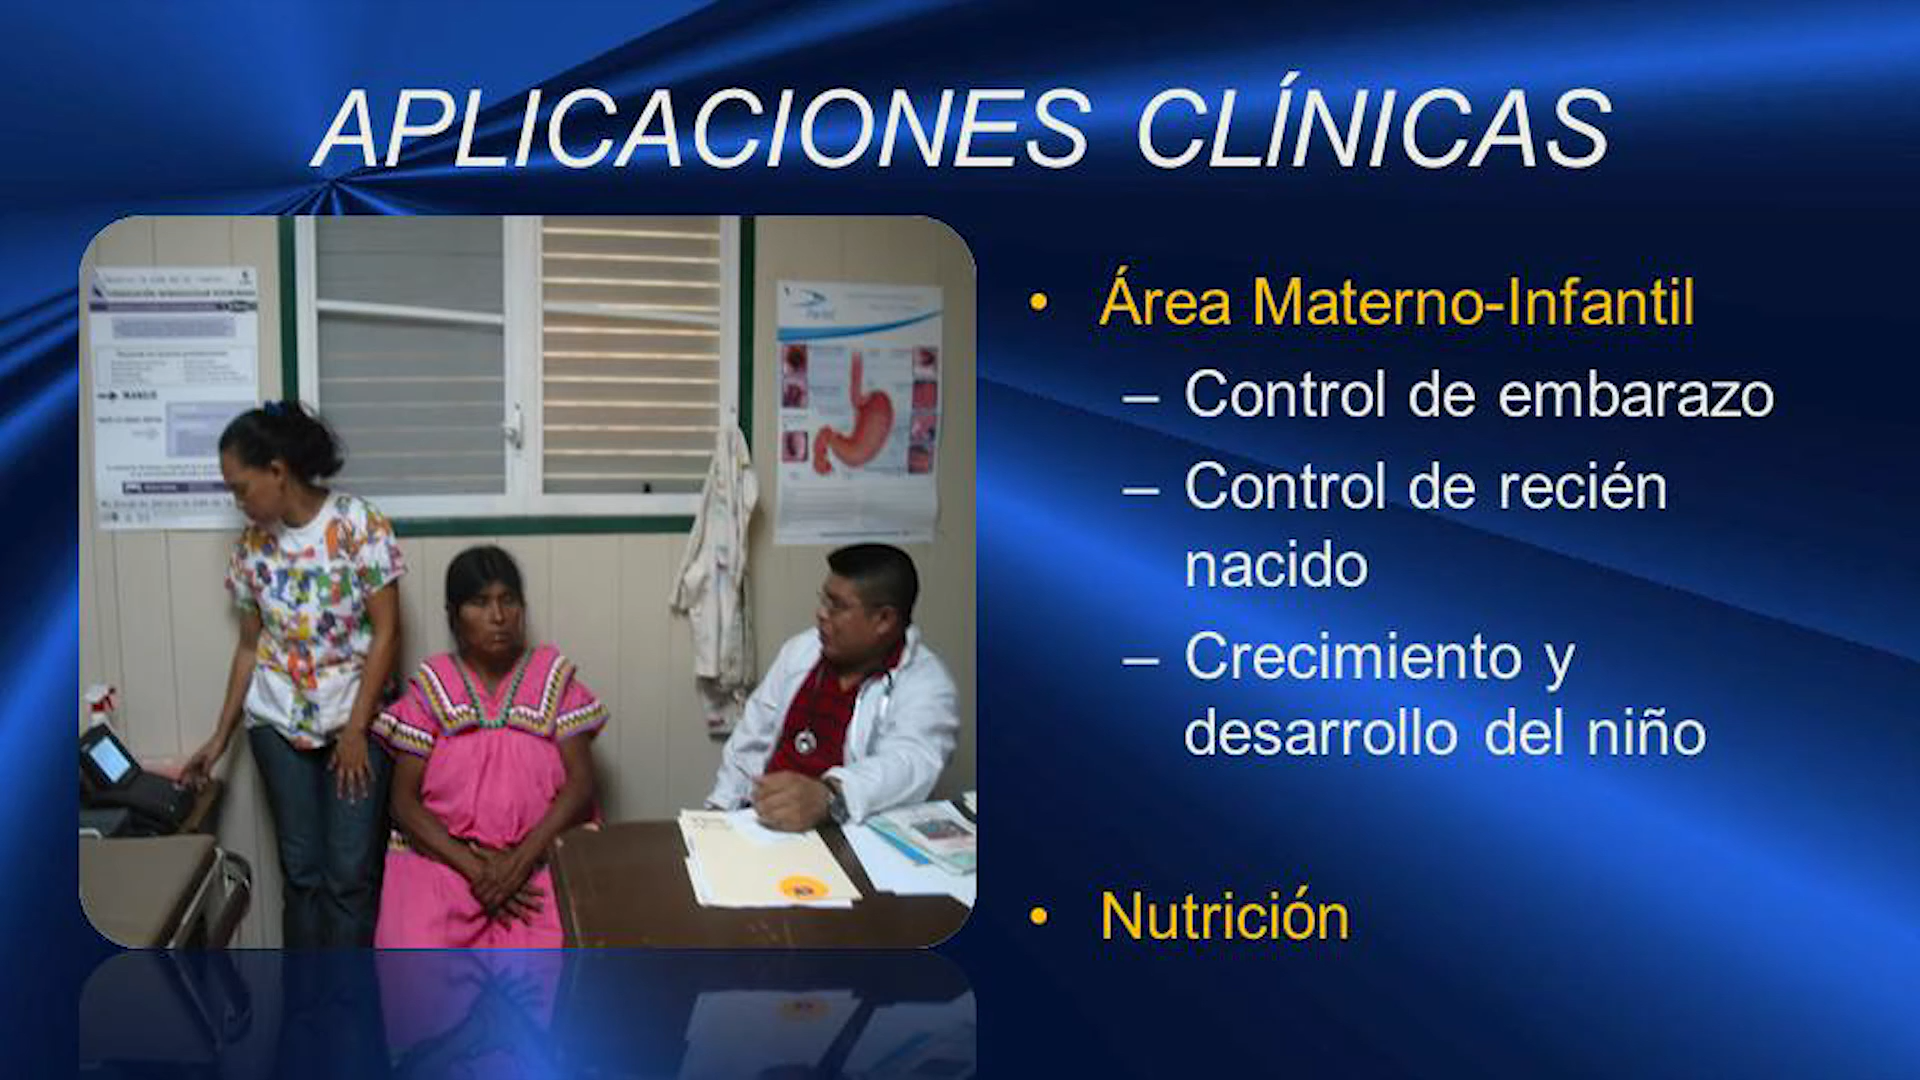 APLICACIONES CLÍNICAS
• Área Materno-Infantil
– Control de embarazo
– Control de recién
nacido
– Crecimiento y
desarrollo del niño
• Nutrición